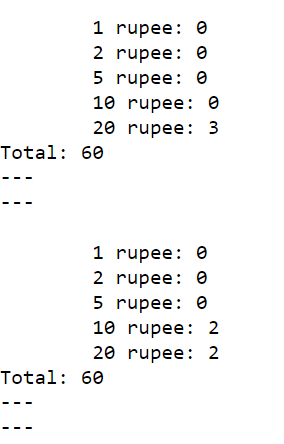 1 rupee: 0
2 rupee: 0
5 rupee: 0
10 rupee: 0
20 rupee: 3
Total: 60
---
---
1 rupee: 0
2 rupee: 0
5 rupee: 0
10 rupee: 2
20 rupee: 2
Total: 60
---
---